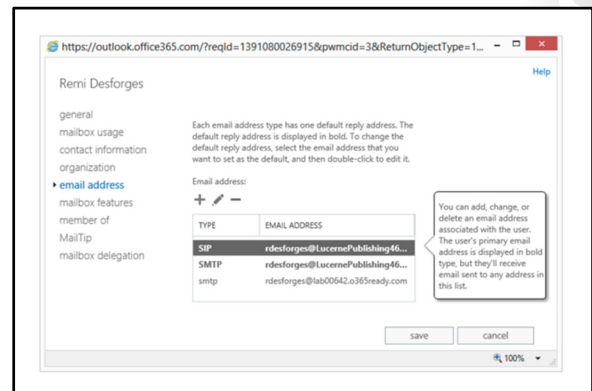 https://outlook.office365.com/?reqId=1391080026915&pwmcid=3&ReturnObjectType=1...
Help
Remi Desforges
general
mailbox usage
contact information
organization
email address
mailbox features
member of
MailTip
mailbox delegation
Each email address type has one default reply address. The
default reply address is displayed in bold. To change the
default reply address, select the email address that you
want to set as the default, and then double-click to edit it.
Email address:
TYPE EMAIL ADDRESS
SIP rdesforges@LucernePublishing46...
SMTP rdesforges@LucernePublishing46...
smtp rdesforges@lab00642.o365ready.com
You can add, change, or
delete an email address
associated with the user.
The user's primary email
address is displayed in bold
type, but they'll receive
email sent to any address in
this list.
save cancel
100%